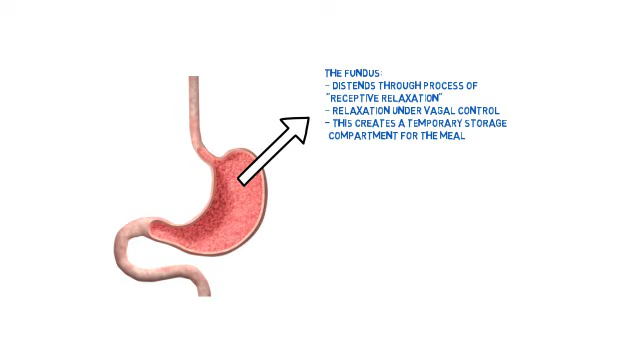 THE FUNDUS:
- DISTENDS THROUGH PROCESS OF
"RECEPTIVE RELAXATION"
- RELAXATION UNDER VAGAL CONTROL
- THIS CREATES A TEMPORARY STORAGE
COMPARTMENT FOR THE MEAL